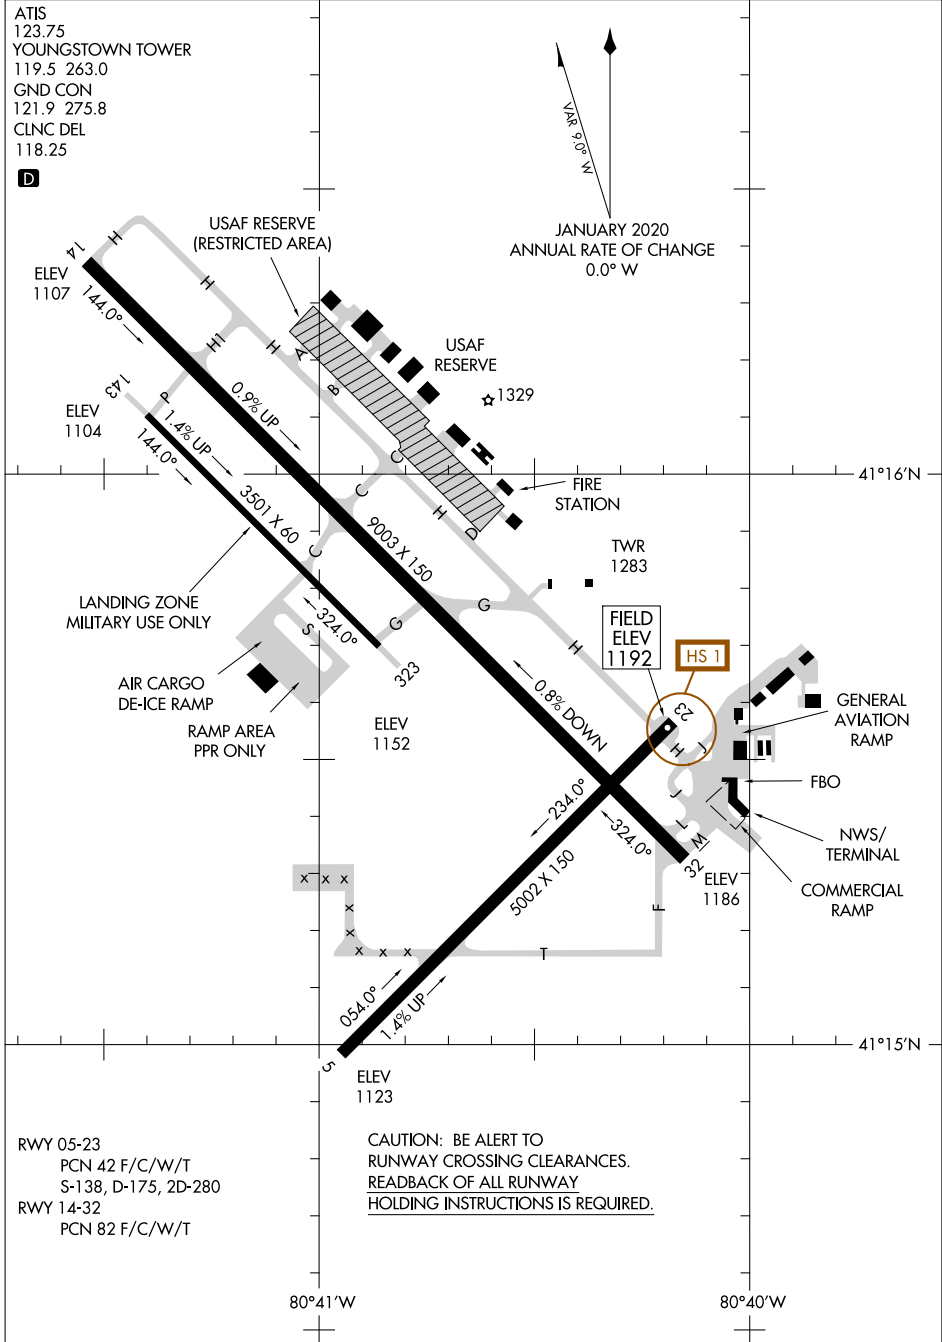 ATIS
123.75
YOUNGSTOWN TOWER
119.5 263.0
GND CON
121.9 275.8
CLNC DEL
118.25
D
VAR 9.0° W
JANUARY 2020
ANNUAL RATE OF CHANGE
0.0° W
USAF RESERVE
(RESTRICTED AREA)
14
H
ELEV
1107
144.0°
H
H1
H
A
B
USAF
RESERVE
1329
143
P
ELEV
1104
1.4% UP
144.0°
0.9% UP
C
C
41°16'N
3501 X 60
9003 X 150
H
D
FIRE
STATION
C
TWR
1283
LANDING ZONE
MILITARY USE ONLY
S
324.0°
G
G
H
FIELD
ELEV
1192
HS 1
AIR CARGO
DE-ICE RAMP
323
RAMP AREA
PPR ONLY
ELEV
1152
0.8% DOWN
23
H
J
GENERAL
AVIATION
RAMP
FBO
234.0°
324.0°
J
L
M
NWS/
TERMINAL
32
ELEV
1186
COMMERCIAL
RAMP
5002 X 150
X X X
X
X
X X X
F
T
054.0°
1.4% UP
41°15'N
5
ELEV
1123
RWY 05-23
PCN 42 F/C/W/T
S-138, D-175, 2D-280
RWY 14-32
PCN 82 F/C/W/T
CAUTION: BE ALERT TO
RUNWAY CROSSING CLEARANCES.
READBACK OF ALL RUNWAY
HOLDING INSTRUCTIONS IS REQUIRED.
80°41'W
80°40'W